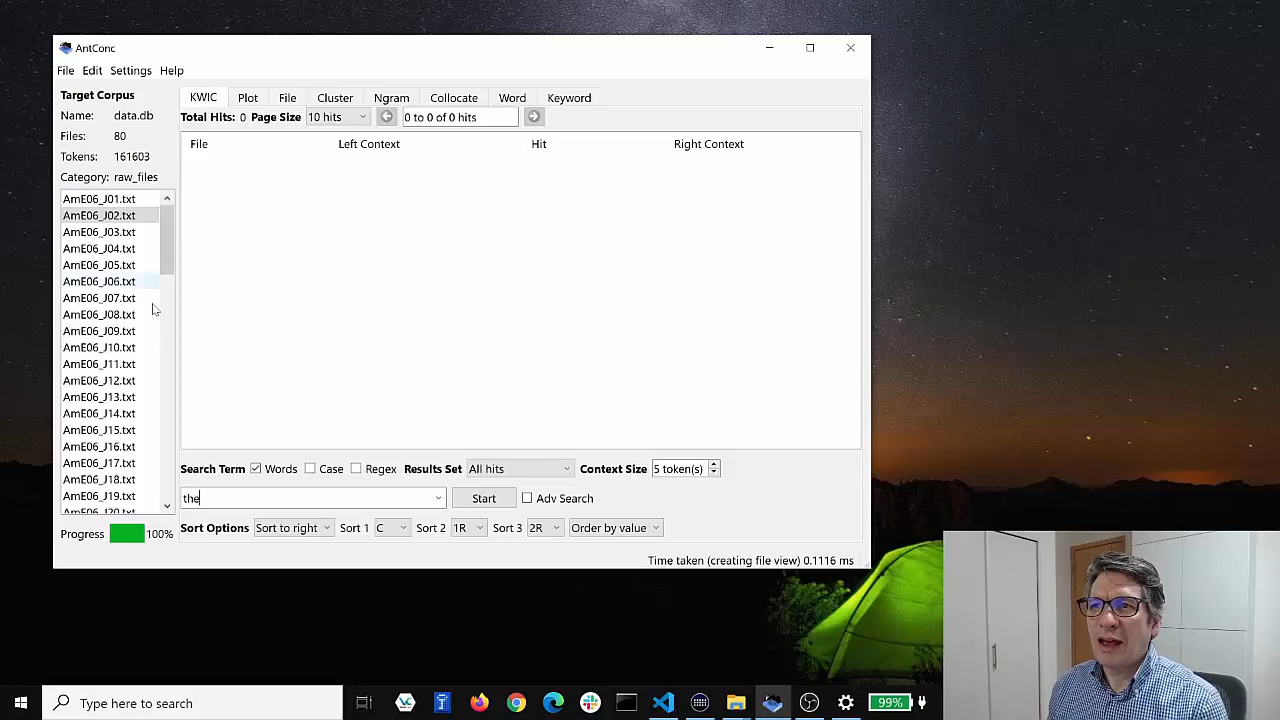 AntConc
File Edit Settings Help
Target Corpus
Name: data.db
Files: 80
Tokens: 161603
Category: raw_files
AmE06_J01.txt
AmE06_J02.txt
AmE06_J03.txt
AmE06_J04.txt
AmE06_J05.txt
AmE06_J06.txt
AmE06_J07.txt
AmE06_J08.txt
AmE06_J09.txt
AmE06_J10.txt
AmE06_J11.txt
AmE06_J12.txt
AmE06_J13.txt
AmE06_J14.txt
AmE06_J15.txt
AmE06_J16.txt
AmE06_J17.txt
AmE06_J18.txt
AmE06_J19.txt
AmE06_J20.txt
Progress 100%
KWIC Plot File Cluster Ngram Collocate Word Keyword
Total Hits: 0 Page Size 10 hits 0 to 0 of 0 hits
File Left Context Hit Right Context
Search Term Words Case Regex Results Set All hits Context Size 5 token(s)
the Start Adv Search
Sort Options Sort to right Sort 1 C Sort 2 1R Sort 3 2R Order by value
Time taken (creating file view) 0.1116 ms
Type here to search
99%